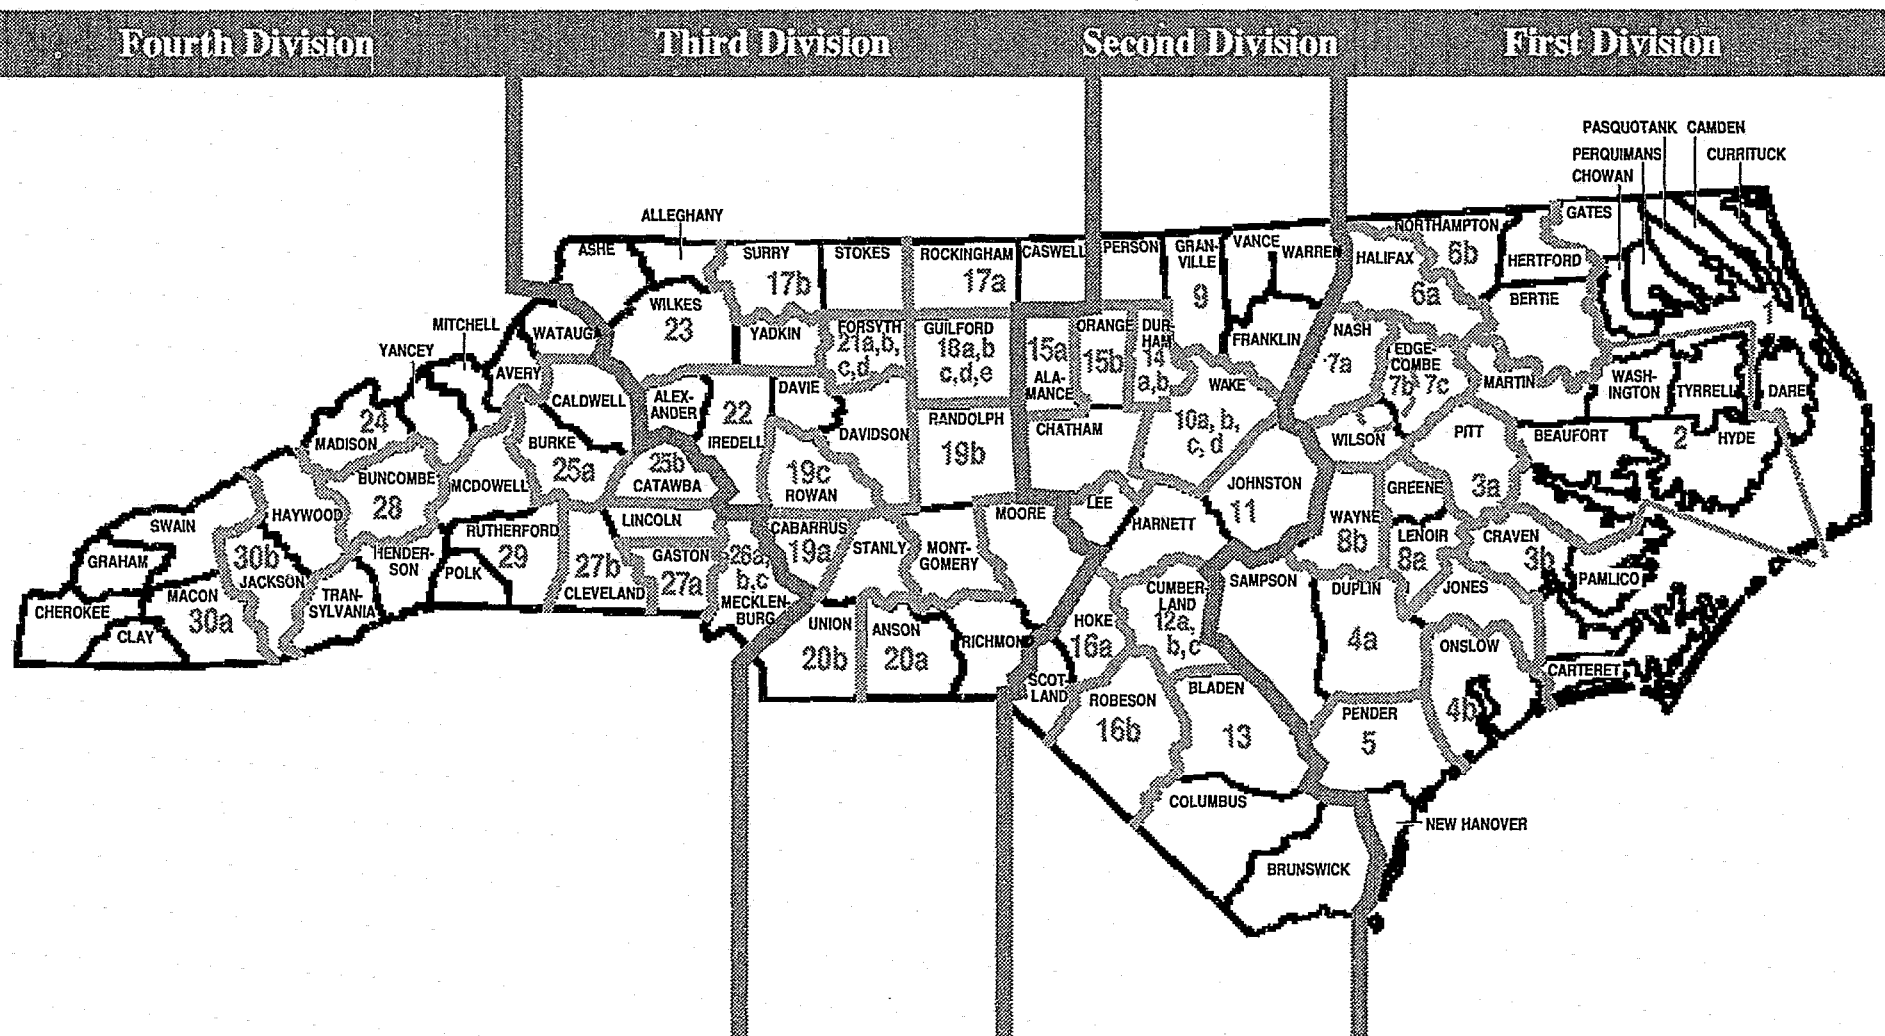 Fourth Division
Third Division
Second Division
First Division
PASQUOTANK CAMDEN
PERQUIMANS
CURRITUCK
CHOWAN
ALLEGHANY
ASHE
SURRY
17b
STOKES
ROCKINGHAM
17a
CASWELL
PERSON
GRAN-
VILLE
9
VANCE
WARREN
NORTHAMPTON
6b
HALIFAX
6a
HERTFORD
GATES
BERTIE
1
MITCHELL
YANCEY
WATAUGA
WILKES
23
YADKIN
FORSYTH
21a,b,
c,d
GUILFORD
18a,b
c,d,e
15a
ALA-
MANCE
ORANGE
15b
DUR-
HAM
14
a,b
FRANKLIN
NASH
7a
EDGE-
COMBE
7b
7c
MARTIN
WASH-
INGTON
TYRRELL
DARE
AVERY
CALDWELL
ALEX-
ANDER
22
IREDELL
DAVIE
DAVIDSON
RANDOLPH
19b
CHATHAM
WAKE
10a, b,
c, d
WILSON
PITT
3a
BEAUFORT
2
HYDE
24
MADISON
BUNCOMBE
28
MCDOWELL
BURKE
25a
25b
CATAWBA
19c
ROWAN
JOHNSTON
11
GREENE
SWAIN
HAYWOOD
RUTHERFORD
29
LINCOLN
CABARRUS
19a
STANLY
MONT-
GOMERY
MOORE
LEE
HARNETT
WAYNE
8b
LENOIR
8a
CRAVEN
3b
PAMLICO
GRAHAM
30b
JACKSON
HENDER-
SON
POLK
27b
CLEVELAND
GASTON
27a
26a,
b,c
MECKLEN-
BURG
CHEROKEE
CLAY
MACON
30a
TRAN-
SYLVANIA
UNION
20b
ANSON
20a
RICHMOND
HOKE
16a
SCOT-
LAND
CUMBER-
LAND
12a,
b,c
SAMPSON
DUPLIN
4a
JONES
ONSLOW
4b
CARTERET
ROBESON
16b
BLADEN
13
PENDER
5
COLUMBUS
NEW HANOVER
BRUNSWICK